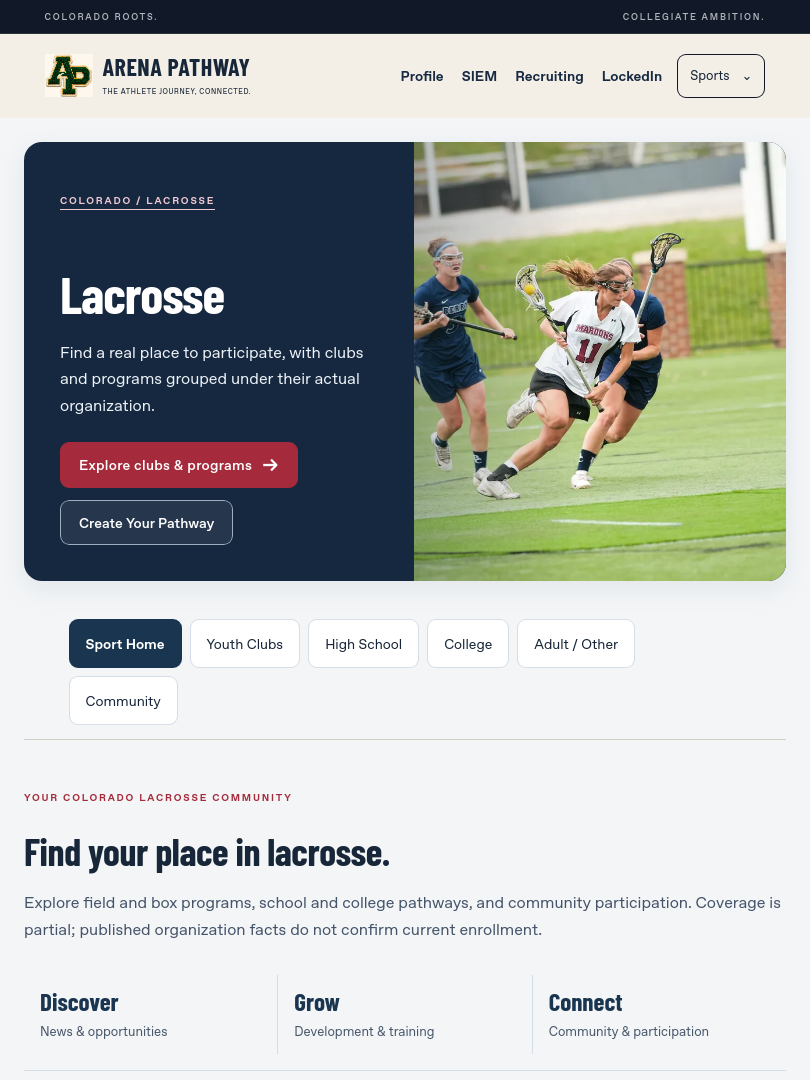 COLORADO ROOTS.
COLLEGIATE AMBITION.
AP
ARENA PATHWAY
THE ATHLETE JOURNEY, CONNECTED.
Profile
SIEM
Recruiting
LockedIn
Sports
COLORADO / LACROSSE
Lacrosse
Find a real place to participate, with clubs
and programs grouped under their actual
organization.
Explore clubs & programs →
Create Your Pathway
MAROONS
11
Sport Home
Youth Clubs
High School
College
Adult / Other
Community
YOUR COLORADO LACROSSE COMMUNITY
Find your place in lacrosse.
Explore field and box programs, school and college pathways, and community participation. Coverage is
partial; published organization facts do not confirm current enrollment.
Discover
News & opportunities
Grow
Development & training
Connect
Community & participation